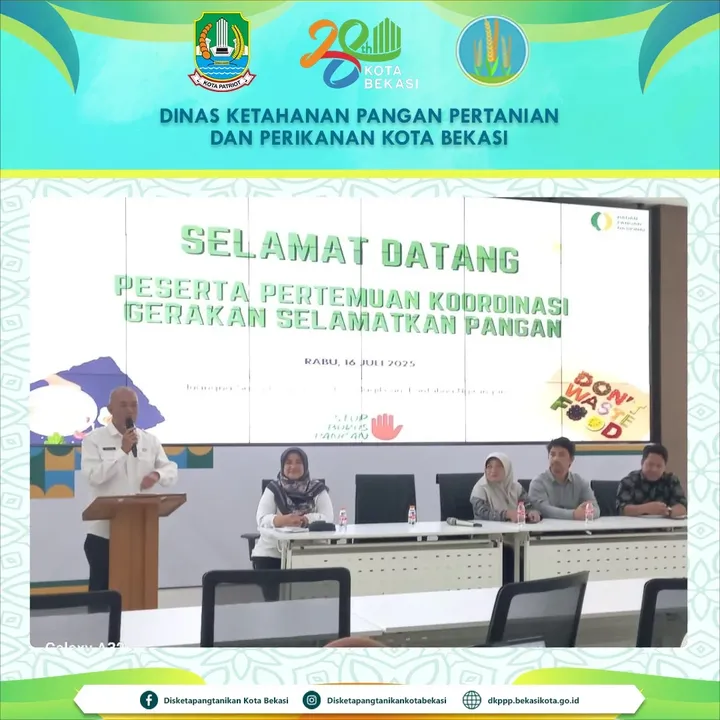 KOTA PATRIOT
28th
KOTA
BEKASI
DINAS KETAHANAN PANGAN PERTANIAN
DAN PERIKANAN KOTA BEKASI
SELAMAT DATANG
PESERTA PERTEMUAN KOORDINASI
GERAKAN SELAMATKAN PANGAN
RABU, 16 JULI 2025
STOP
BOROS
PANGAN
DON'T
WASTE
FOOD
Galaxy A32
Disketapangtanikan Kota Bekasi
Disketapangtanikankotabekasi
dkppp.bekasikota.go.id